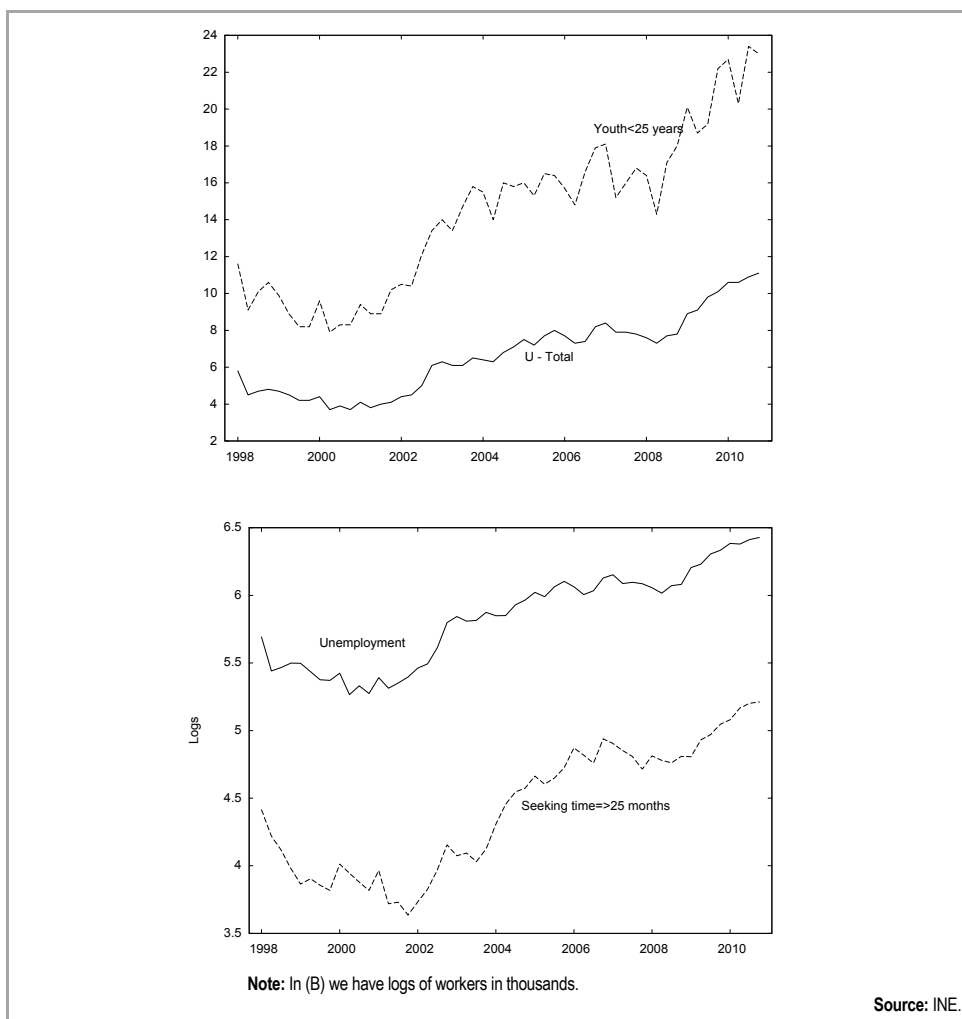 24
22
20
18
16
14
12
10
8
6
4
2
Youth<25 years
U - Total
1998 2000 2002 2004 2006 2008 2010
6.5
6
5.5
5
4.5
4
3.5
Logs
Unemployment
Seeking time=>25 months
1998 2000 2002 2004 2006 2008 2010
Note: In (B) we have logs of workers in thousands.
Source: INE.